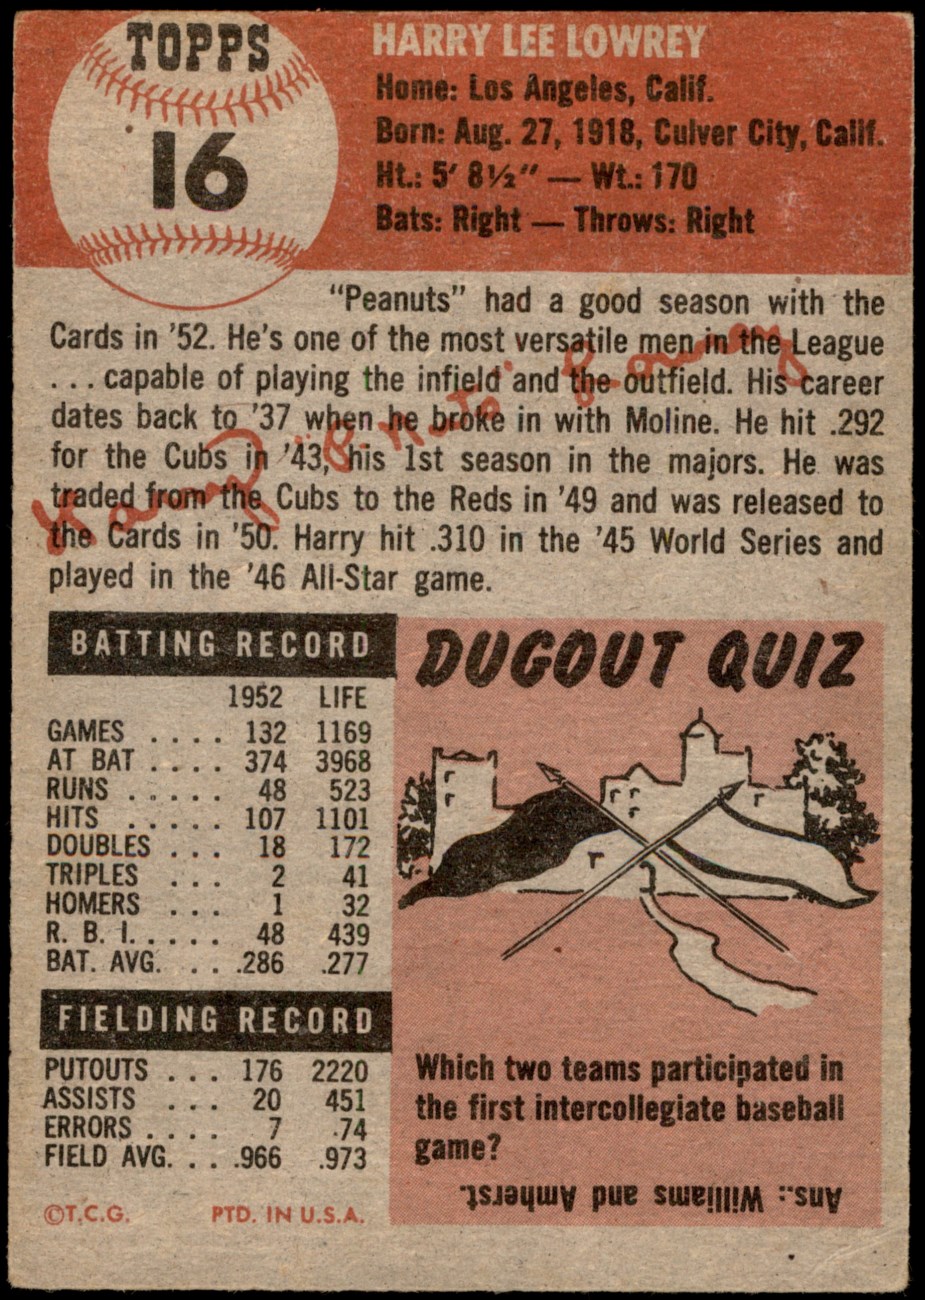 TOPPS
16
HARRY LEE LOWREY
Home: Los Angeles, Calif.
Born: Aug. 27, 1918, Culver City, Calif.
Ht.: 5' 8½" — Wt.: 170
Bats: Right — Throws: Right
"Peanuts" had a good season with the
Cards in '52. He's one of the most versatile men in the League
... capable of playing the infield and the outfield. His career
dates back to '37 when he broke in with Moline. He hit .292
for the Cubs in '43, his 1st season in the majors. He was
traded from the Cubs to the Reds in '49 and was released to
the Cards in '50. Harry hit .310 in the '45 World Series and
played in the '46 All-Star game.
Harry "P-Nuts" Lowrey
BATTING RECORD
1952 LIFE
GAMES .... 132 1169
AT BAT .... 374 3968
RUNS ..... 48 523
HITS ..... 107 1101
DOUBLES ... 18 172
TRIPLES ... 2 41
HOMERS ... 1 32
R. B. I. .... 48 439
BAT. AVG. ... .286 .277
FIELDING RECORD
PUTOUTS ... 176 2220
ASSISTS ... 20 451
ERRORS .... 7 .74
FIELD AVG. ... .966 .973
©T.C.G. PTD. IN U.S.A.
DUGOUT QUIZ
Which two teams participated in
the first intercollegiate baseball
game?
Ans.: Williams and Amherst.